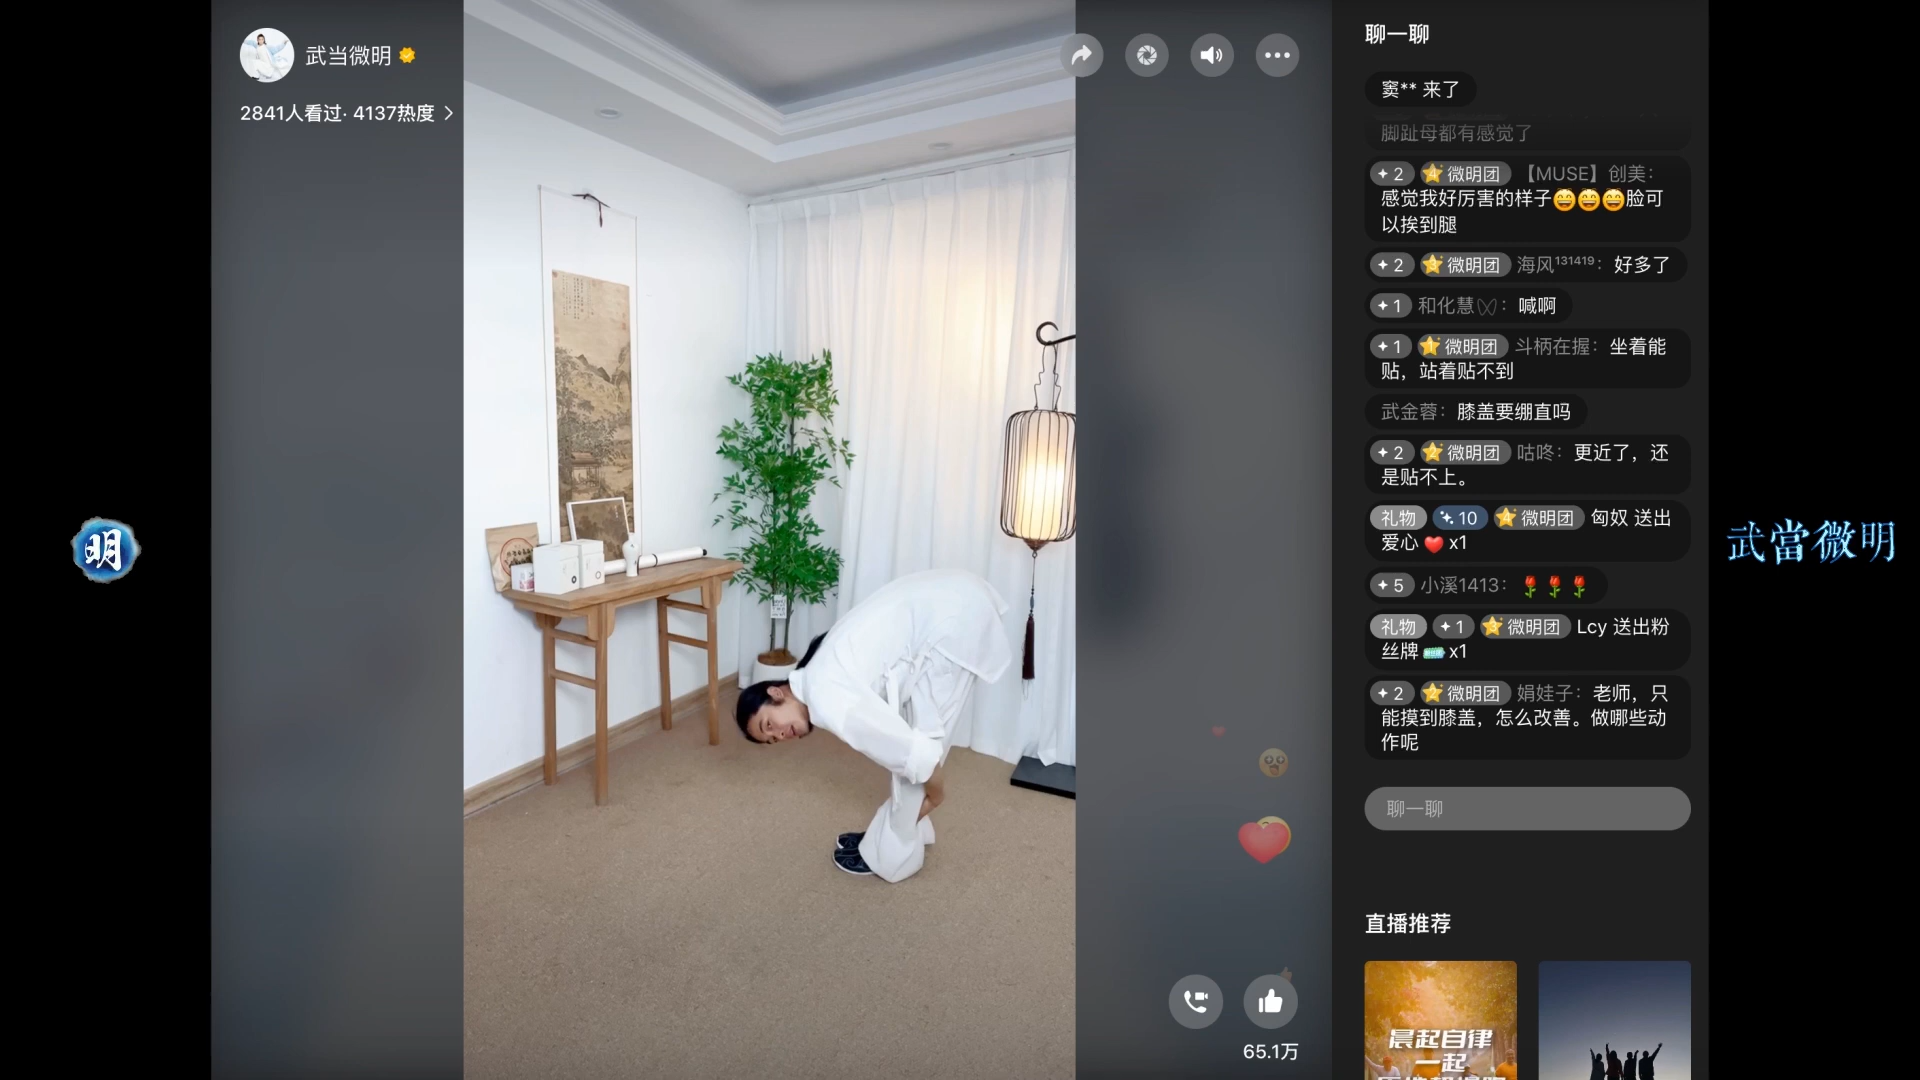 武当微明
2841人看过· 4137热度
明
武當微明
65.1万
聊一聊
窦** 来了
脚趾母都有感觉了
2 4 微明团 【MUSE】创美：
感觉我好厉害的样子😄😄😄脸可
以挨到腿
2 3 微明团 海风¹³¹⁴¹⁹： 好多了
1 和化慧： 喊啊
1 1 微明团 斗柄在握： 坐着能
贴，站着贴不到
武金蓉： 膝盖要绷直吗
2 2 微明团 咕咚： 更近了，还
是贴不上。
礼物 10 4 微明团 匈奴 送出
爱心 ❤️ x1
5 小溪1413： 🌹🌹🌹
礼物 1 3 微明团 Lcy 送出粉
丝牌 x1
2 2 微明团 娟娃子： 老师，只
能摸到膝盖，怎么改善。做哪些动
作呢
聊一聊
直播推荐
晨起自律
一起